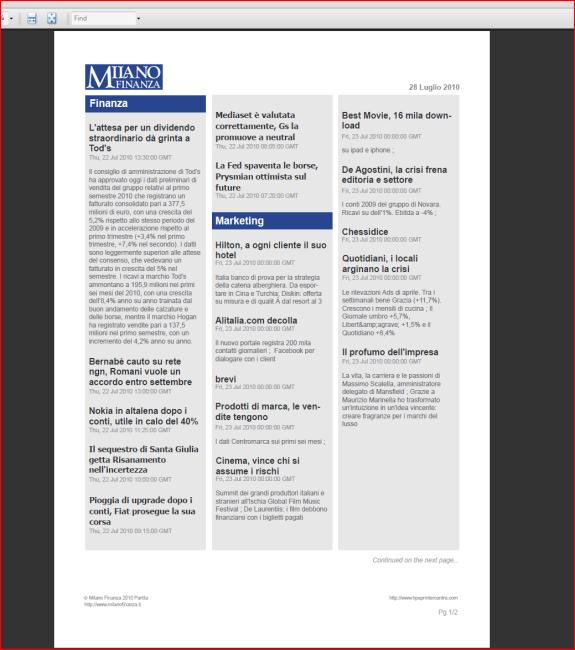 Find
MILANO
FINANZA
28 Luglio 2010
Finanza
L'attesa per un dividendo
straordinario dà grinta a
Tod's
Thu, 22 Jul 2010 13:30:00 GMT
Il consiglio di amministrazione di Tod's
ha approvato oggi i dati preliminari di
vendita del gruppo relativi al primo
semestre 2010 che registrano un
fatturato consolidato pari a 377,5
milioni di euro, con una crescita del
5,2% rispetto allo stesso periodo del
2009 e in accelerazione rispetto al
primo trimestre (+3,4% nel primo
trimestre, +7,4% nel secondo). I dati
sono leggermente superiori alle attese
del consenso, che vedevano un
fatturato in crescita del 5% nel
semestre. I ricavi a marchio Tod's
ammontano a 195,9 milioni nei primi
sei mesi del 2010, con una crescita
dell'8,4% anno su anno trainata dal
buon andamento delle calzature e
delle borse, mentre il marchio Hogan
ha registrato vendite pari a 137,5
milioni nel primo semestre, con un
incremento del 4,2% anno su anno.
Bernabè cauto su rete
ngn, Romani vuole un
accordo entro settembre
Thu, 22 Jul 2010 13:00:00 GMT
Nokia in altalena dopo i
conti, utile in calo del 40%
Thu, 22 Jul 2010 11:25:00 GMT
Il sequestro di Santa Giulia
getta Risanamento
nell'incertezza
Thu, 22 Jul 2010 10:00:00 GMT
Pioggia di upgrade dopo i
conti, Fiat prosegue la sua
corsa
Thu, 22 Jul 2010 09:15:00 GMT
Mediaset è valutata
correttamente, Gs la
promuove a neutral
Thu, 22 Jul 2010 08:05:00 GMT
La Fed spaventa le borse,
Prysmian ottimista sul
future
Thu, 22 Jul 2010 07:20:00 GMT
Marketing
Hilton, a ogni cliente il suo
hotel
Fri, 23 Jul 2010 00:00:00 GMT
Italia banco di prova per la strategia
della catena alberghiera. Da espor-
tare in Cina e Turchia; Diskin: offerta
su misura e di qualit À dal resort al 3
Alitalia.com decolla
Fri, 23 Jul 2010 00:00:00 GMT
Il nuovo portale registra 200 mila
contatti giornalieri ; Facebook per
dialogare con i client
brevi
Fri, 23 Jul 2010 00:00:00 GMT
Prodotti di marca, le ven-
dite tengono
Fri, 23 Jul 2010 00:00:00 GMT
I dati Centromarca sui primi sei mesi ;
Cinema, vince chi si
assume i rischi
Fri, 23 Jul 2010 00:00:00 GMT
Summit dei grandi produttori italiani e
stranieri all'Ischia Global Film Music
Festival ; De Laurentiis: i film debbono
finanziarsi con i biglietti pagati
Best Movie, 16 mila down-
load
Fri, 23 Jul 2010 00:00:00 GMT
su ipad e iphone ;
De Agostini, la crisi frena
editoria e settore
Fri, 23 Jul 2010 00:00:00 GMT
I conti 2009 del gruppo di Novara.
Ricavi su dell'1%. Ebitda a -4% ;
Chessidice
Fri, 23 Jul 2010 00:00:00 GMT
Quotidiani, i locali
arginano la crisi
Fri, 23 Jul 2010 00:00:00 GMT
Le rilevazioni Ads di aprile. Tra i
settimanali bene Grazia (+11,7%).
Crescono i mensili di cucina ; Il
Giornale umbro +5,7%,
Libert&amp;agrave; +1,5% e il
Quotidiano +6,4%
Il profumo dell'impresa
Fri, 23 Jul 2010 00:00:00 GMT
La vita, la carriera e le passioni di
Massimo Scalella, amministratore
delegato di Mansfield ; Grazie a
Maurizio Marinella ho trasformato
un'intuizione in un'idea vincente:
creare fragranze per i marchi del
lusso
Continued on the next page...
© Milano Finanza 2010 Partita
http://www.milanofinanza.it
http://www.hpeprintcentre.com
Pg 1/2